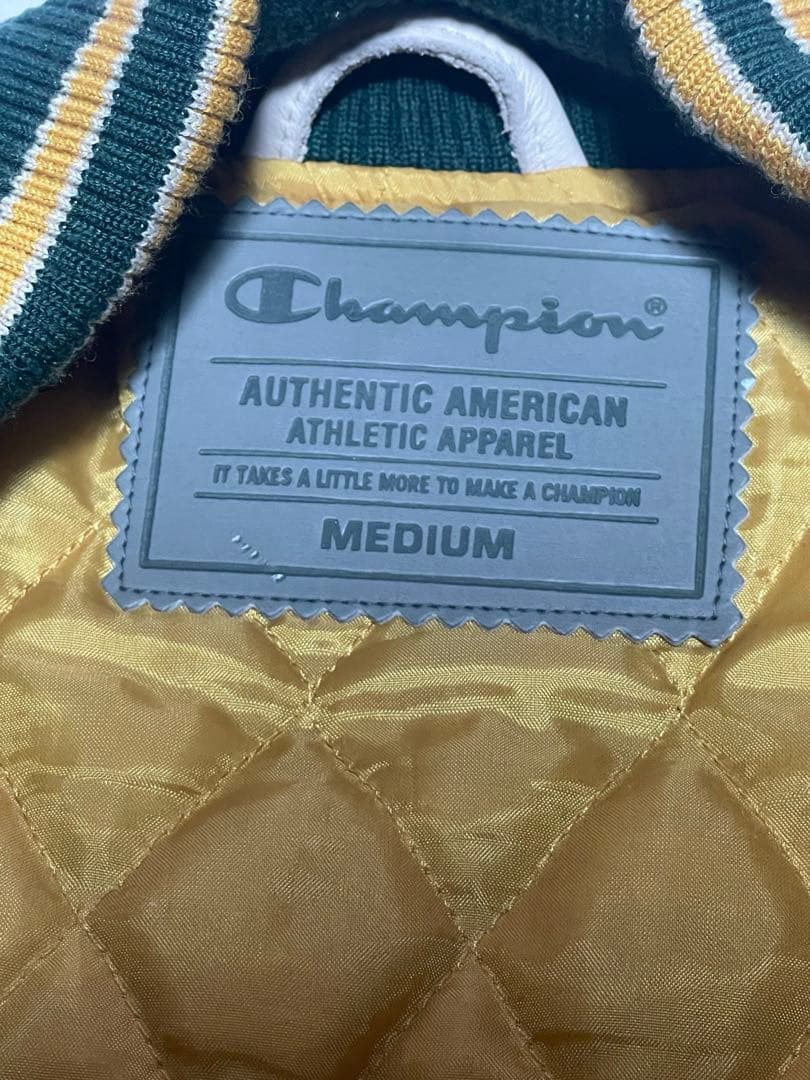 Champion®
AUTHENTIC AMERICAN
ATHLETIC APPAREL
IT TAKES A LITTLE MORE TO MAKE A CHAMPION
MEDIUM